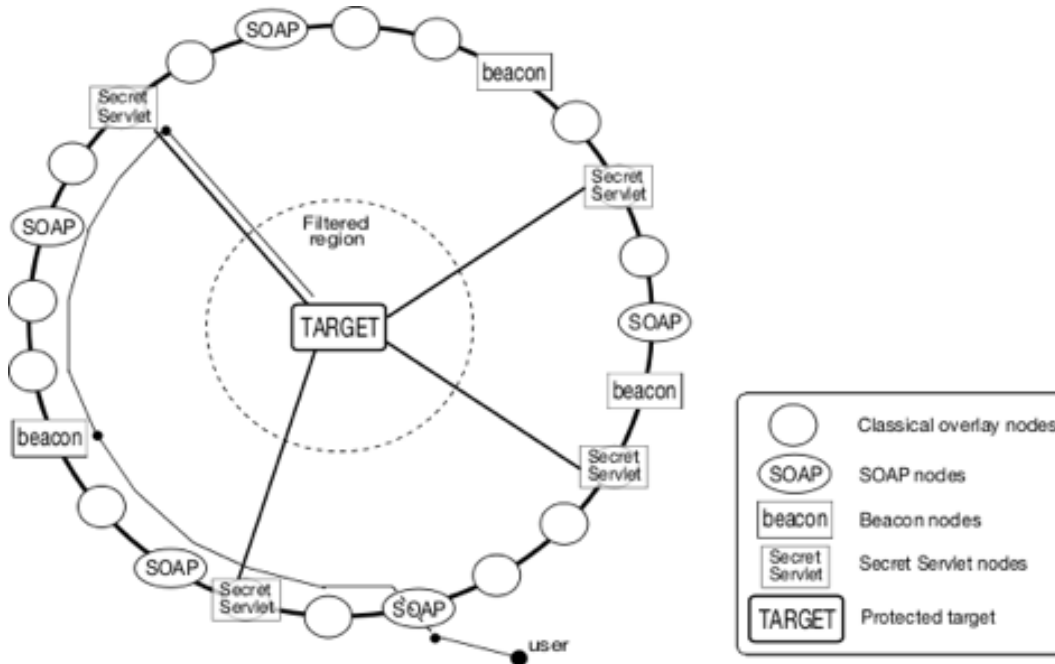 SOAP
beacon
Secret
Servlet
Secret
Servlet
SOAP
Filtered
region
TARGET
SOAP
beacon
beacon
Secret
Servlet
SOAP
Secret
Servlet
SOAP
user
Classical overlay nodes
SOAP
SOAP nodes
beacon
Beacon nodes
Secret
Servlet
Secret Servlet nodes
TARGET
Protected target